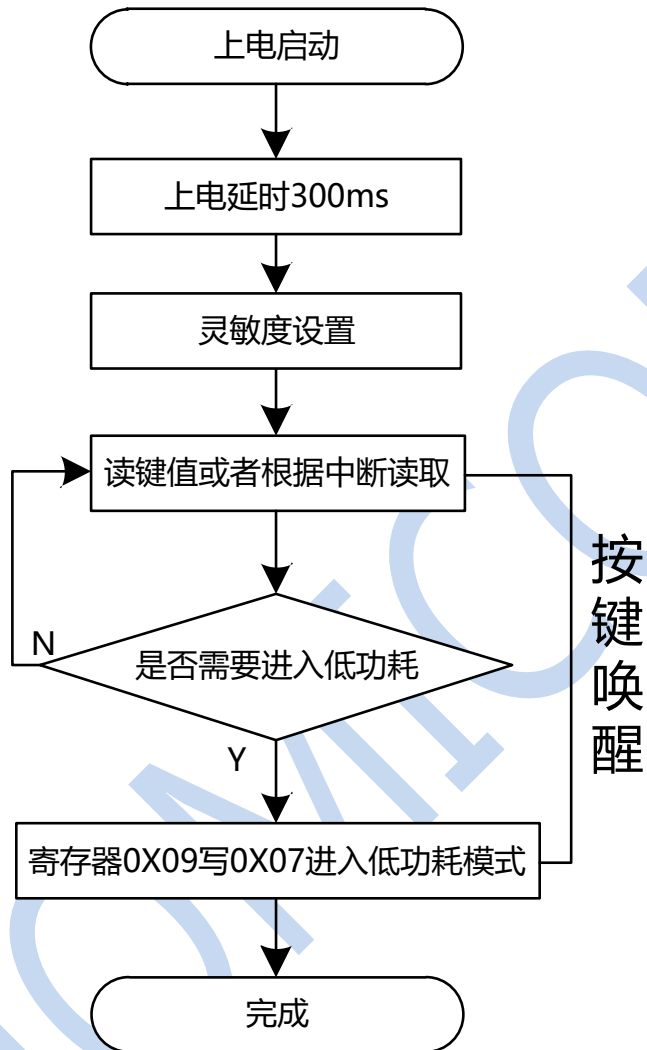 上电启动
上电延时300ms
灵敏度设置
读键值或者根据中断读取
按键唤醒
N
是否需要进入低功耗
Y
寄存器0X09写0X07进入低功耗模式
完成